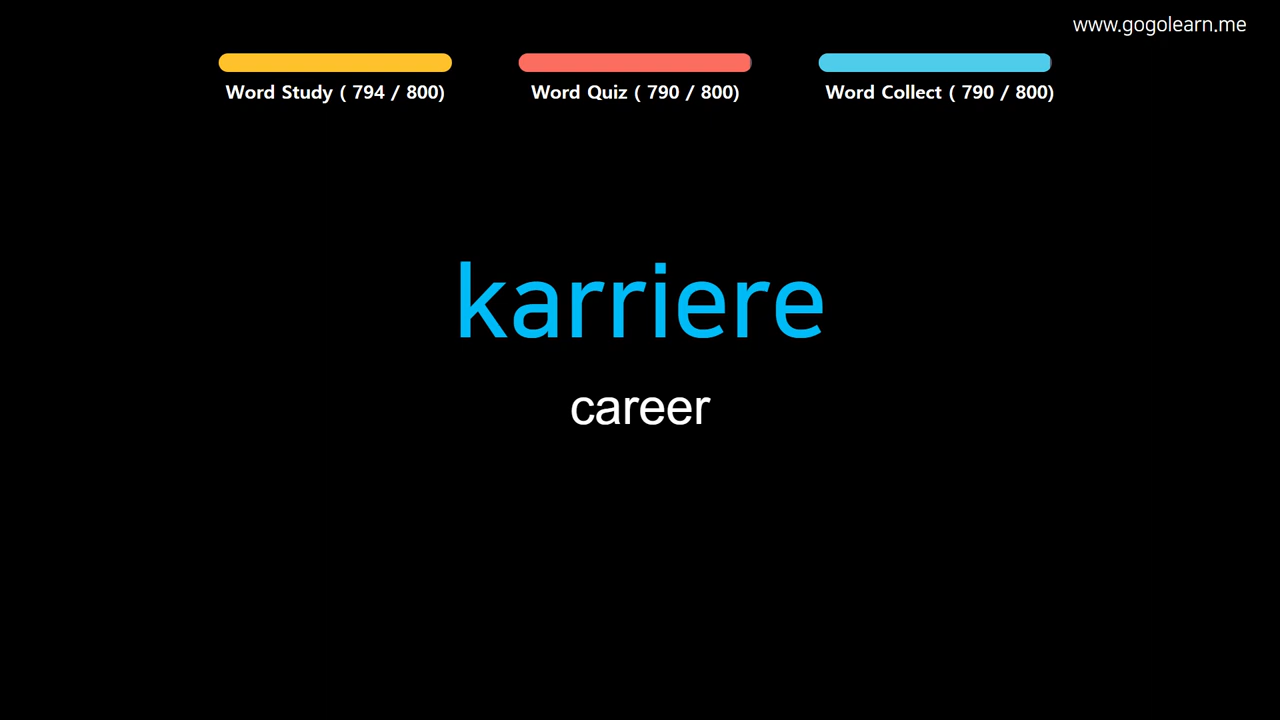 www.gogolearn.me
Word Study ( 794 / 800)
Word Quiz ( 790 / 800)
Word Collect ( 790 / 800)
karriere
career